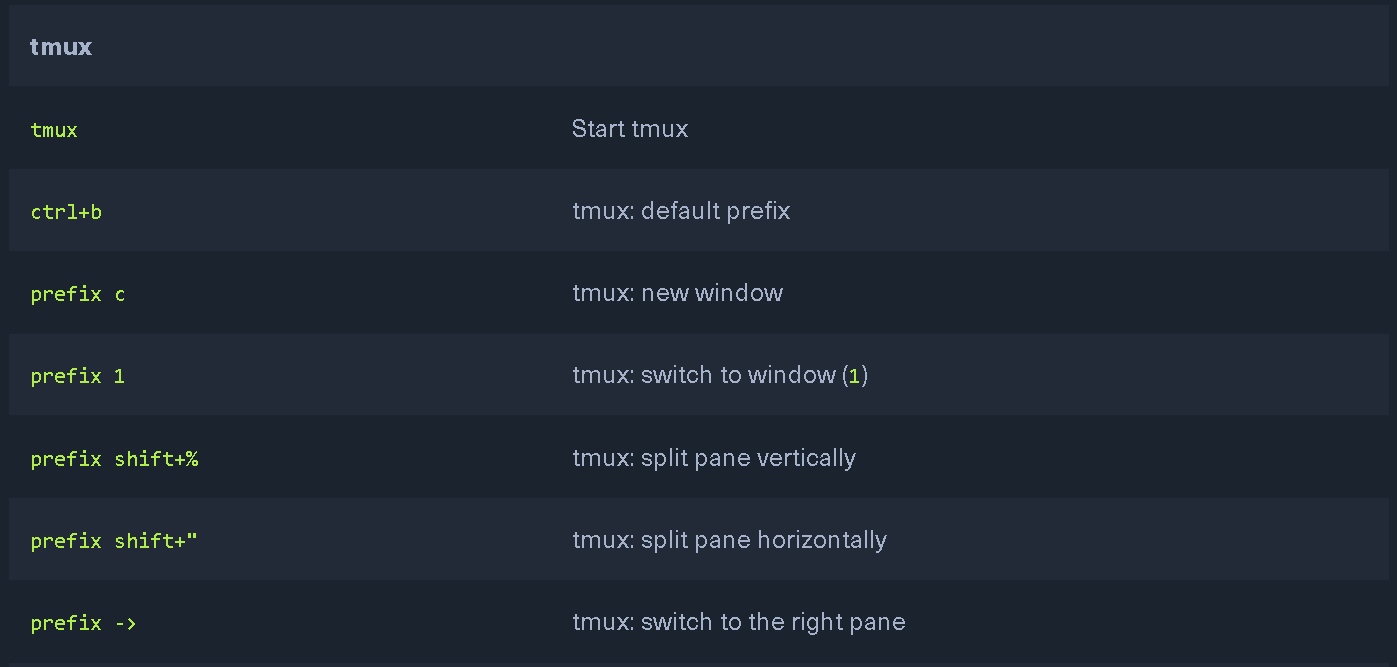 tmux
tmux Start tmux
ctrl+b tmux: default prefix
prefix c tmux: new window
prefix 1 tmux: switch to window (1)
prefix shift+% tmux: split pane vertically
prefix shift+" tmux: split pane horizontally
prefix -> tmux: switch to the right pane